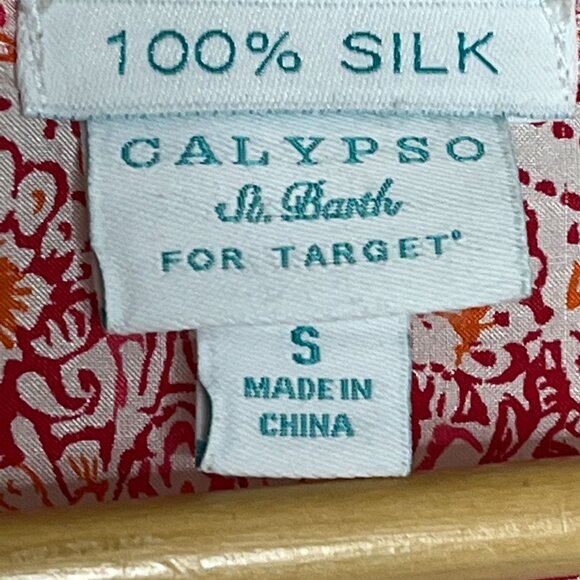 100% SILK
CALYPSO
St. Barth
FOR TARGET®
S
MADE IN
CHINA